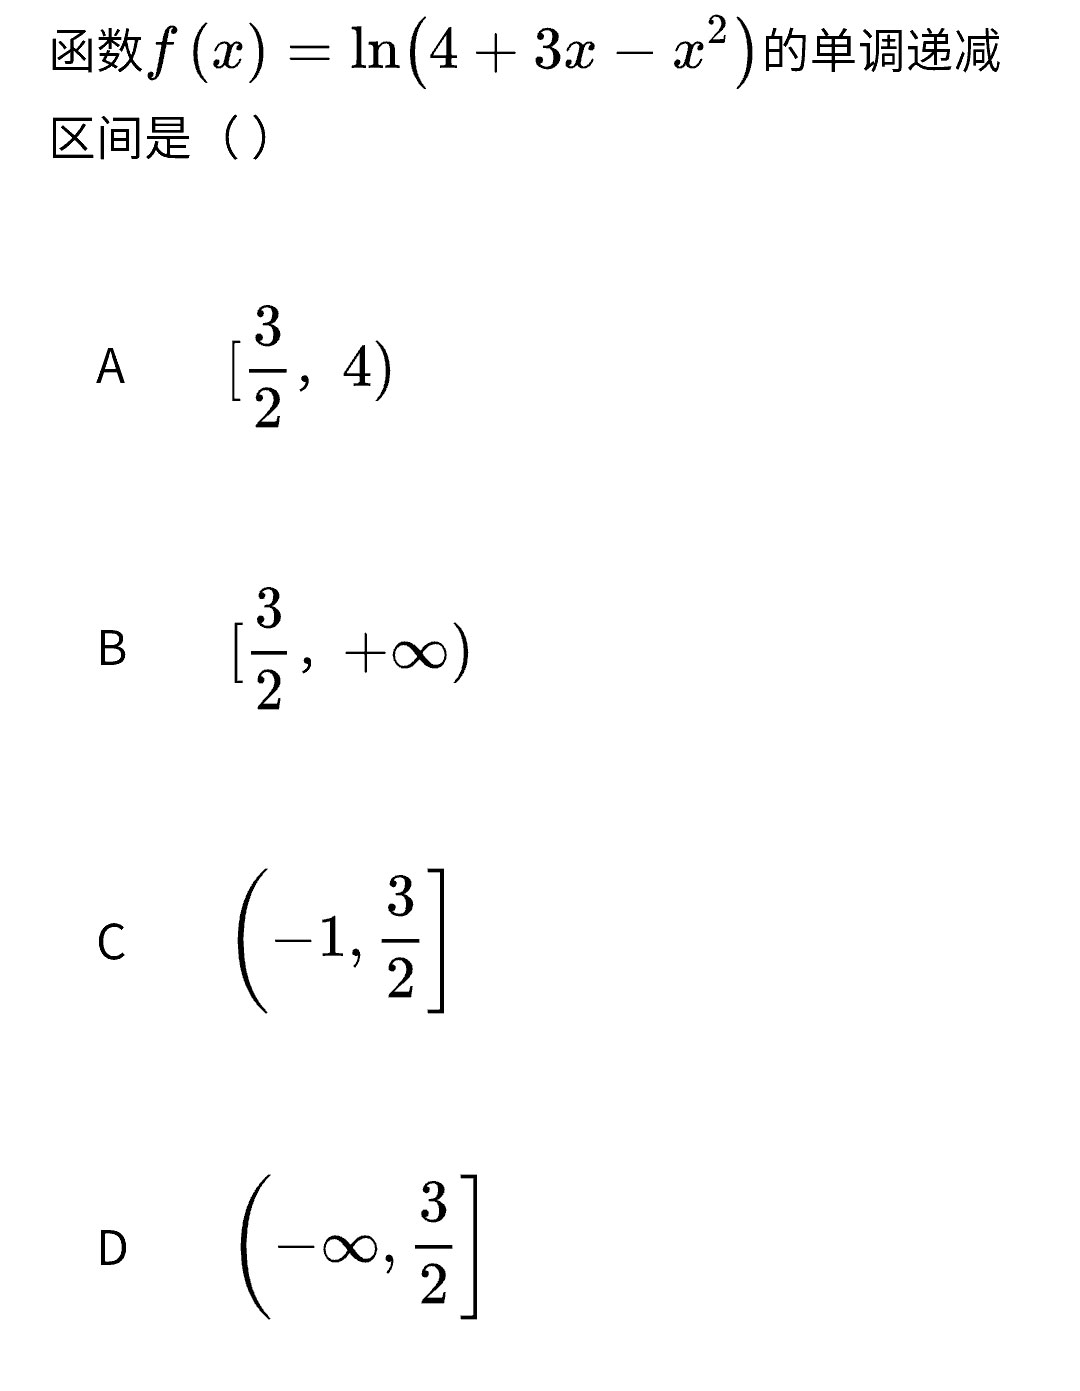 函数f(x) = ln(4 + 3x − x²)的单调递减
区间是（ ）
A [3/2, 4)
B [3/2, +∞)
C (−1, 3/2]
D (−∞, 3/2]